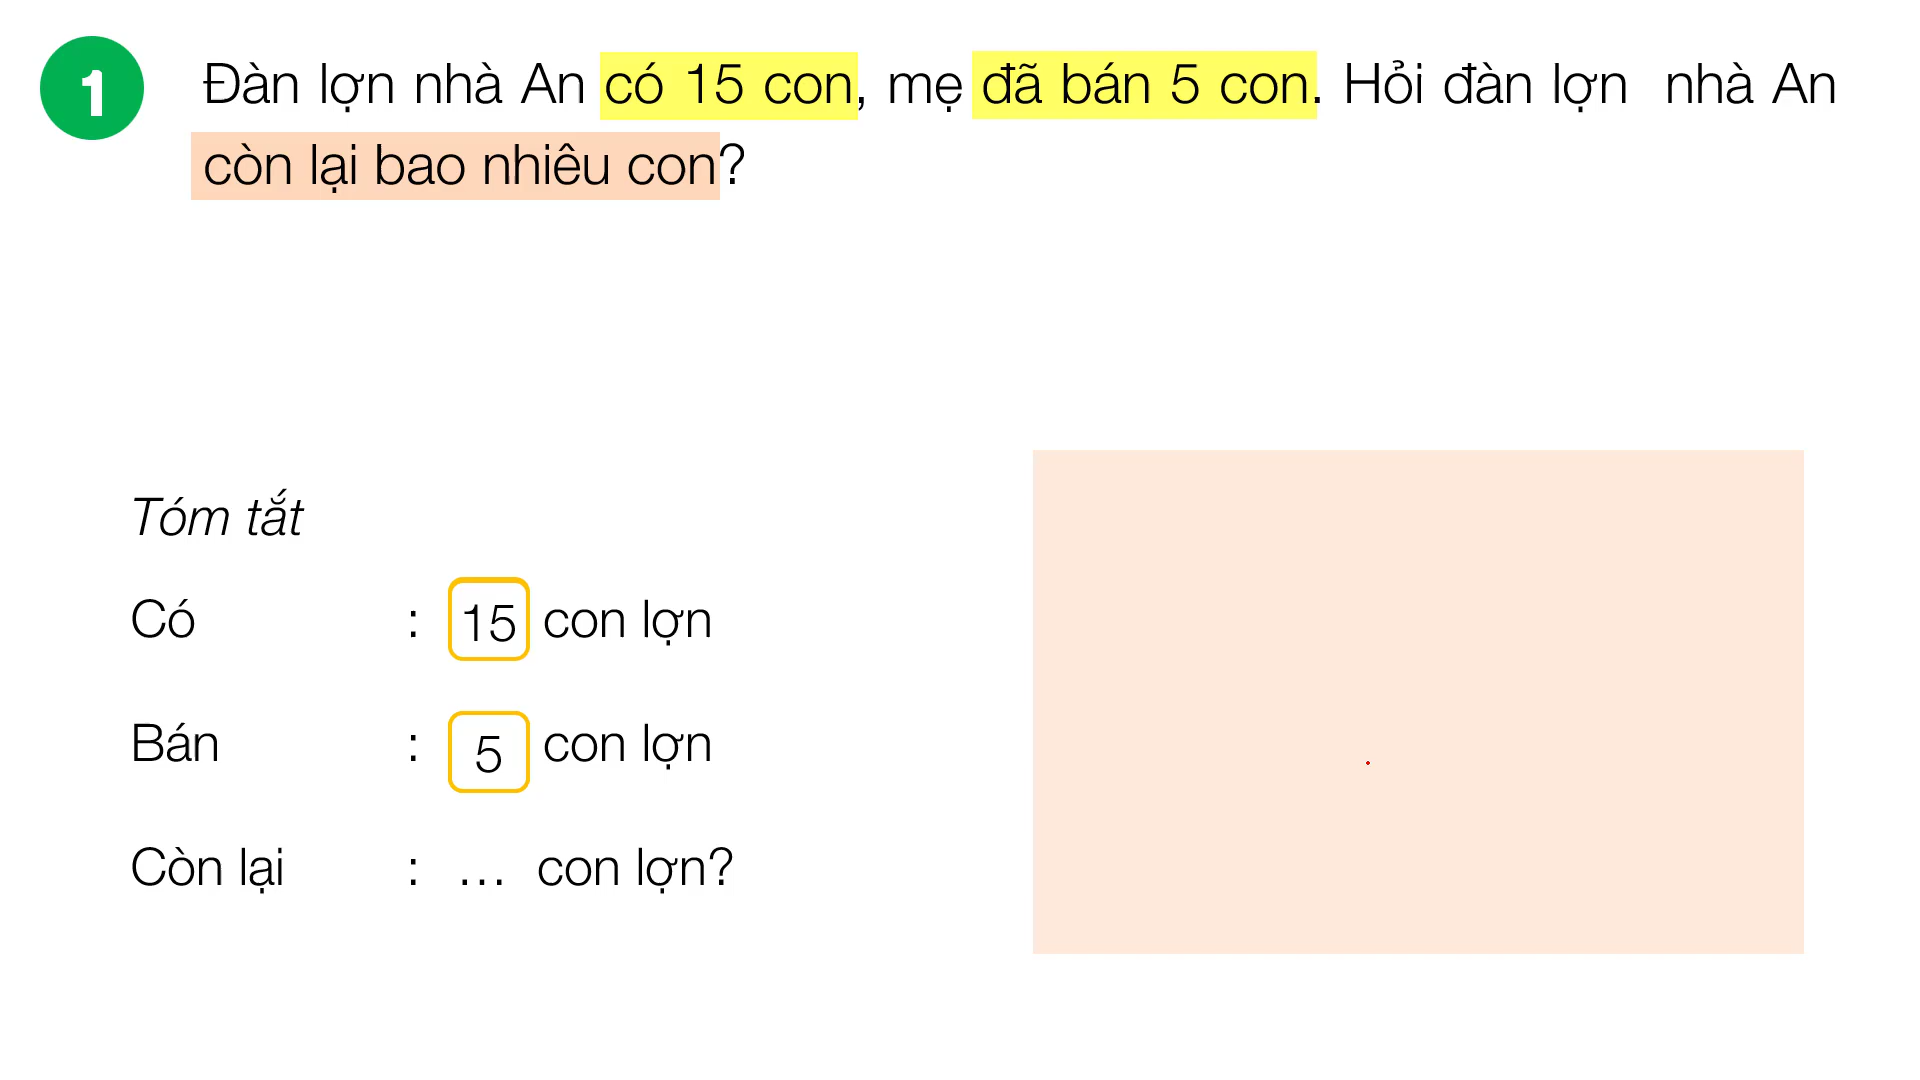 1 Đàn lợn nhà An có 15 con, mẹ đã bán 5 con. Hỏi đàn lợn nhà An
còn lại bao nhiêu con?
Tóm tắt
Có : 15 con lợn
Bán : 5 con lợn
Còn lại : ... con lợn?